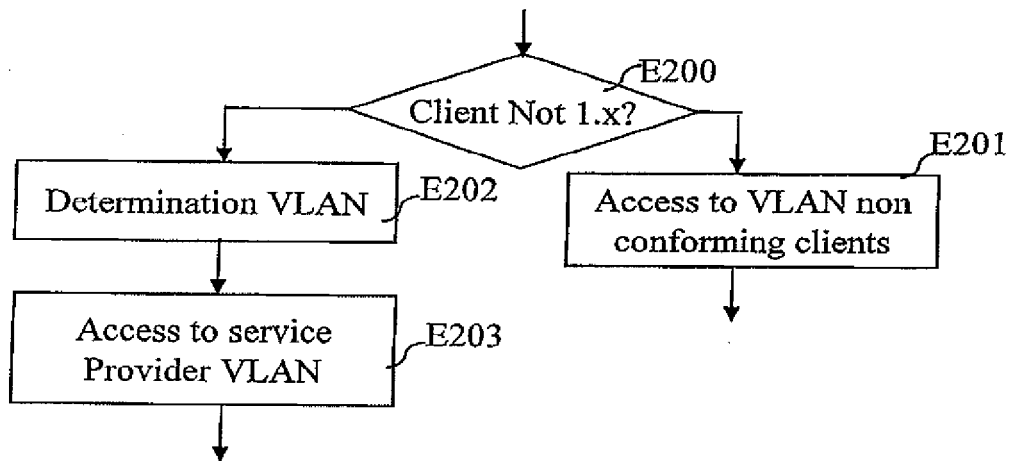 E200
Client Not 1.x?
E201
Determination VLAN
E202
Access to VLAN non
conforming clients
Access to service
Provider VLAN
E203